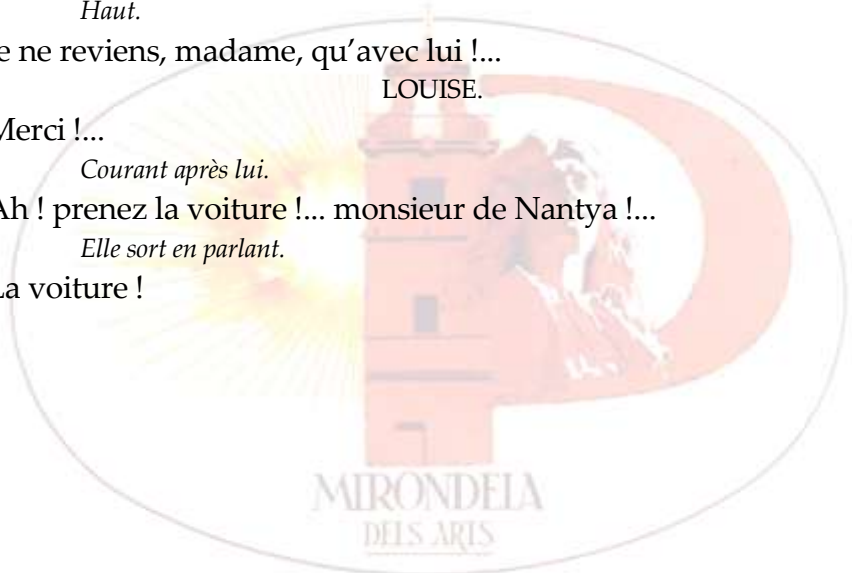 Haut.
e ne reviens, madame, qu’avec lui !...
LOUISE.
Merci !...
Courant après lui.
Ah ! prenez la voiture !... monsieur de Nantya !...
Elle sort en parlant.
La voiture !
MIRONDELA
DELS ARTS